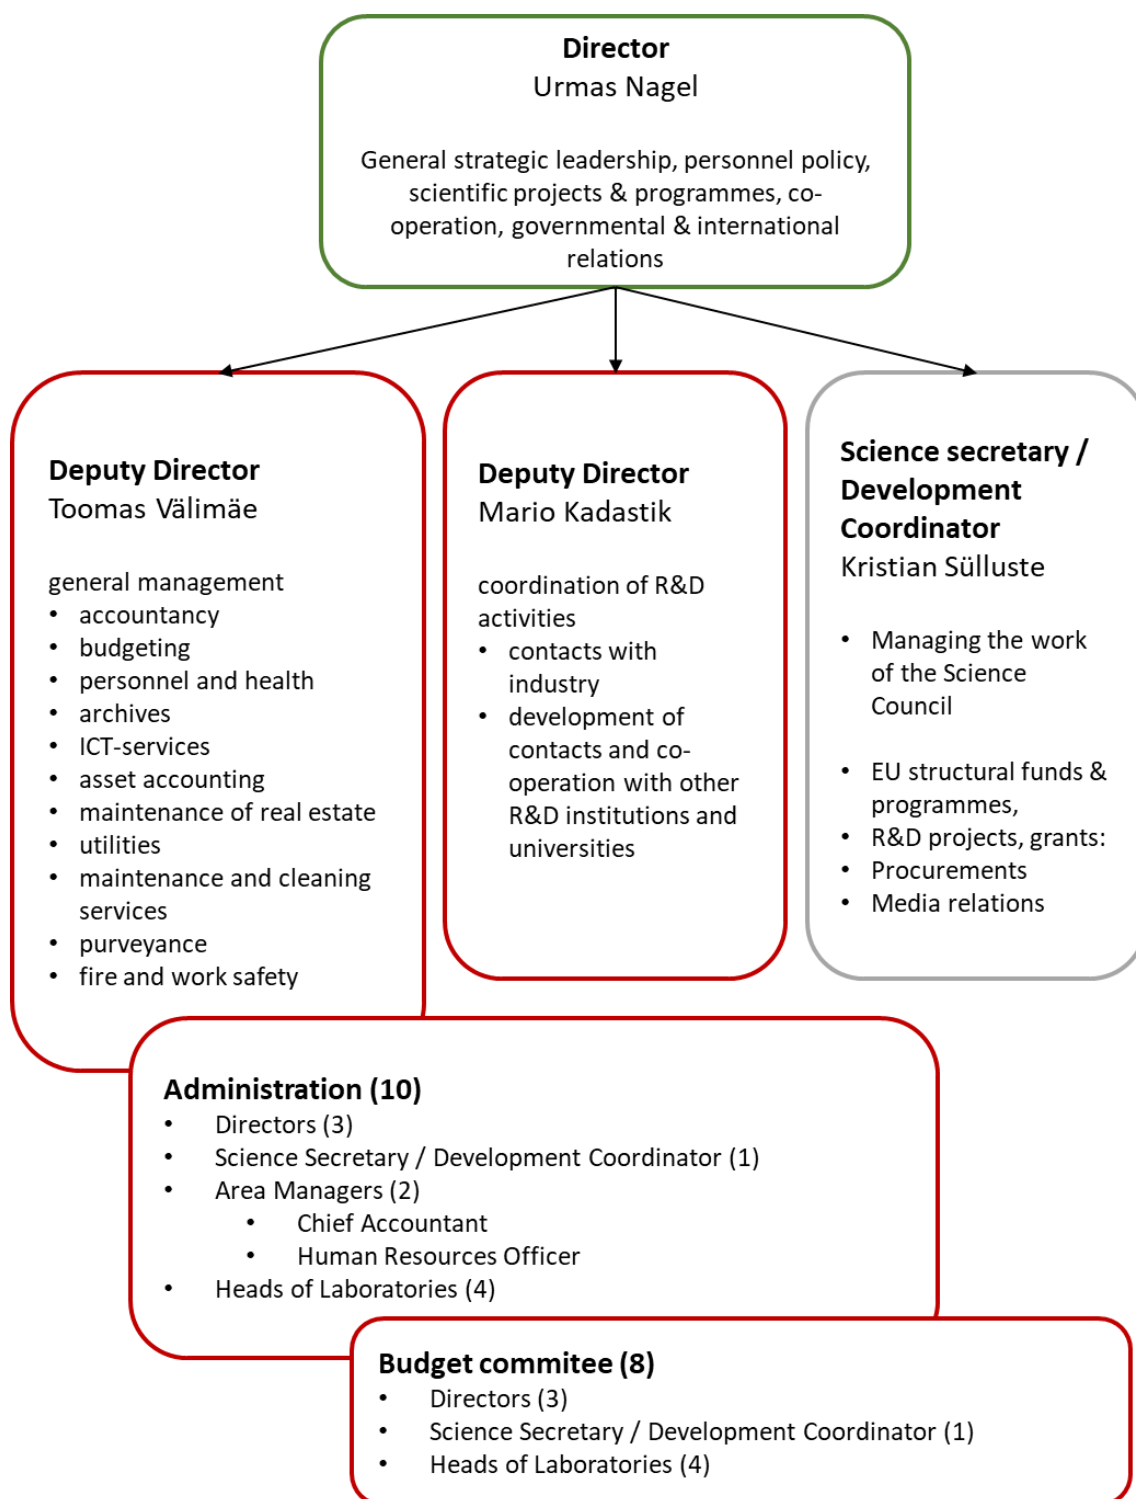 Director
Urmas Nagel
General strategic leadership, personnel policy,
scientific projects & programmes, co-
operation, governmental & international
relations
Deputy Director
Toomas Välimäe
general management
• accountancy
• budgeting
• personnel and health
• archives
• ICT-services
• asset accounting
• maintenance of real estate
• utilities
• maintenance and cleaning
services
• purveyance
• fire and work safety
Deputy Director
Mario Kadastik
coordination of R&D
activities
• contacts with
industry
• development of
contacts and co-
operation with other
R&D institutions and
universities
Science secretary /
Development
Coordinator
Kristian Sülluste
• Managing the work
of the Science
Council
• EU structural funds &
programmes,
• R&D projects, grants:
• Procurements
• Media relations
Administration (10)
• Directors (3)
• Science Secretary / Development Coordinator (1)
• Area Managers (2)
• Chief Accountant
• Human Resources Officer
• Heads of Laboratories (4)
Budget commitee (8)
• Directors (3)
• Science Secretary / Development Coordinator (1)
• Heads of Laboratories (4)